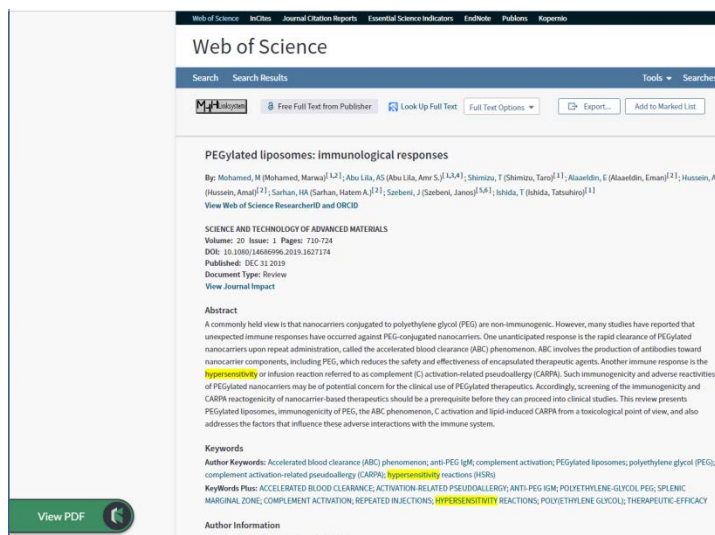 Web of Science InCites Journal Citation Reports Essential Science Indicators EndNote Publons Kopernio
Web of Science
Search Search Results Tools Searches
Free Full Text from Publisher Look Up Full Text Full Text Options Export... Add to Marked List
PEGylated liposomes: immunological responses
By: Mohamed, M (Mohamed, Marwa)[ 1,2 ] ; Abu Lila, AS (Abu Lila, Amr S.)[ 1,3,4 ] ; Shimizu, T (Shimizu, Taro)[ 1 ] ; Alaaeldin, E (Alaaeldin, Eman)[ 2 ] ; Hussein, A
(Hussein, Amal)[ 2 ] ; Sarhan, HA (Sarhan, Hatem A.)[ 2 ] ; Szebeni, J (Szebeni, Janos)[ 5,6 ] ; Ishida, T (Ishida, Tatsuhiro)[ 1 ]
View Web of Science ResearcherID and ORCID
SCIENCE AND TECHNOLOGY OF ADVANCED MATERIALS
Volume: 20 Issue: 1 Pages: 710-724
DOI: 10.1080/14686996.2019.1627174
Published: DEC 31 2019
Document Type: Review
View Journal Impact
Abstract
A commonly held view is that nanocarriers conjugated to polyethylene glycol (PEG) are non-immunogenic. However, many studies have reported that
unexpected immune responses have occurred against PEG-conjugated nanocarriers. One unanticipated response is the rapid clearance of PEGylated
nanocarriers upon repeat administration, called the accelerated blood clearance (ABC) phenomenon. ABC involves the production of antibodies toward
nanocarrier components, including PEG, which reduces the safety and effectiveness of encapsulated therapeutic agents. Another immune response is the
hypersensitivity or infusion reaction referred to as complement (C) activation-related pseudoallergy (CARPA). Such immunogenicity and adverse reactivities
of PEGylated nanocarriers may be of potential concern for the clinical use of PEGylated therapeutics. Accordingly, screening of the immunogenicity and
CARPA reactogenicity of nanocarrier-based therapeutics should be a prerequisite before they can proceed into clinical studies. This review presents
PEGylated liposomes, immunogenicity of PEG, the ABC phenomenon, C activation and lipid-induced CARPA from a toxicological point of view, and also
addresses the factors that influence these adverse interactions with the immune system.
Keywords
Author Keywords: Accelerated blood clearance (ABC) phenomenon; anti-PEG IgM; complement activation; PEGylated liposomes; polyethylene glycol (PEG);
complement activation-related pseudoallergy (CARPA); hypersensitivity reactions (HSRs)
KeyWords Plus: ACCELERATED BLOOD CLEARANCE; ACTIVATION-RELATED PSEUDOALLERGY; ANTI-PEG IGM; POLYETHYLENE-GLYCOL PEG; SPLENIC
MARGINAL ZONE; COMPLEMENT ACTIVATION; REPEATED INJECTIONS; HYPERSENSITIVITY REACTIONS; POLY(ETHYLENE GLYCOL); THERAPEUTIC-EFFICACY
View PDF
Author Information